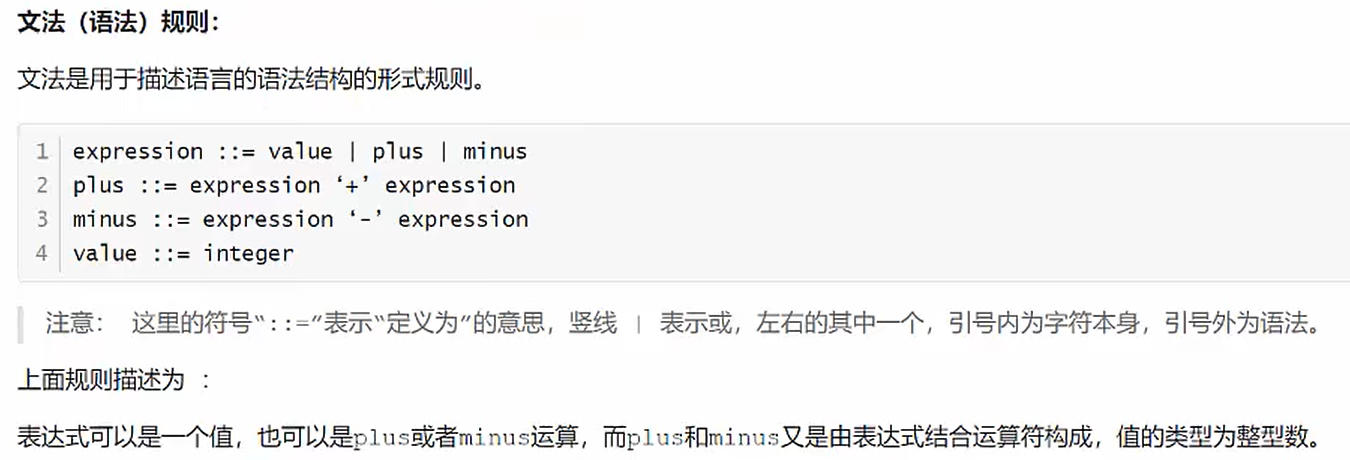 文法（语法）规则：
文法是用于描述语言的语法结构的形式规则。
1 expression ::= value | plus | minus
2 plus ::= expression ‘+’ expression
3 minus ::= expression ‘-’ expression
4 value ::= integer
注意： 这里的符号“::=”表示“定义为”的意思，竖线 | 表示或，左右的其中一个，引号内为字符本身，引号外为语法。
上面规则描述为 ：
表达式可以是一个值，也可以是plus或者minus运算，而plus和minus又是由表达式结合运算符构成，值的类型为整型数。